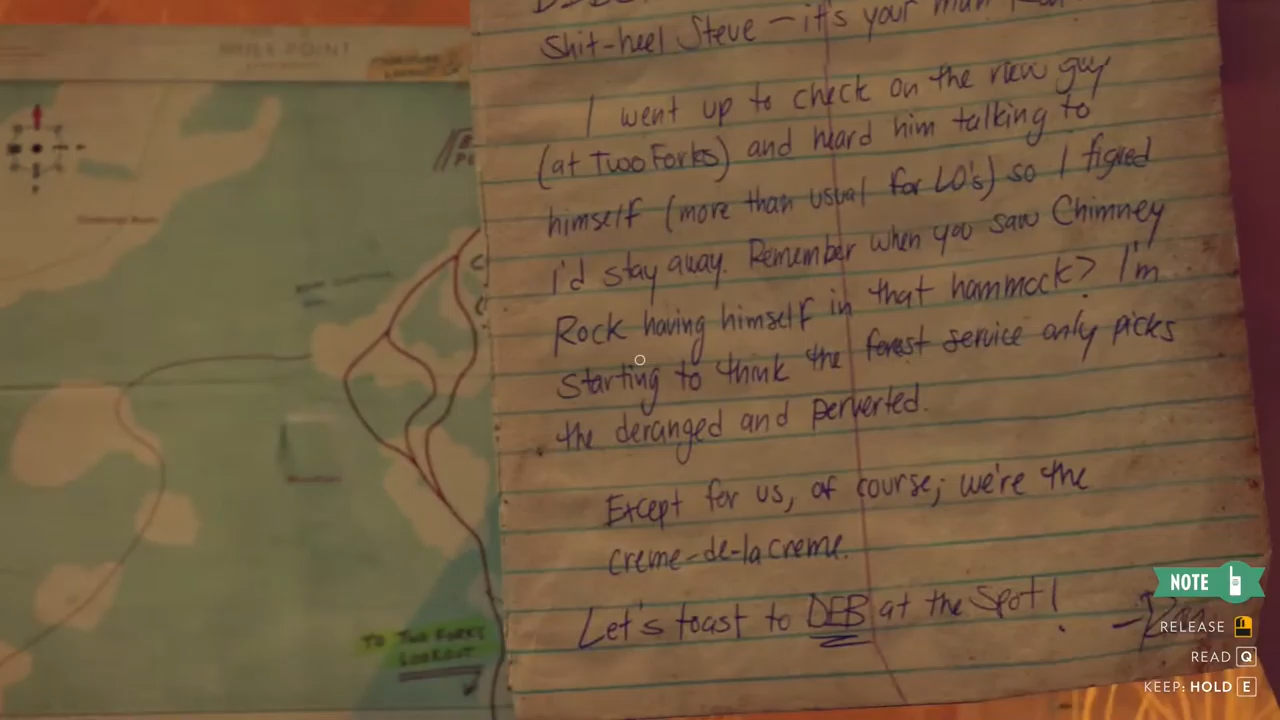 Shit-heel Steve – it's your man
I went up to check on the new guy
(at Two Forks) and heard him talking to
himself (more than usual for LO's) so I figured
I'd stay away. Remember when you saw Chimney
Rock having himself in that hammock? I'm
starting to think the forest service only picks
the deranged and perverted.
Except for us, of course; we're the
creme-de-la creme.
Let's toast to DEB at the Spot!
TO TWO FORKS
LOOKOUT
NOTE
RELEASE
READ Q
KEEP: HOLD E